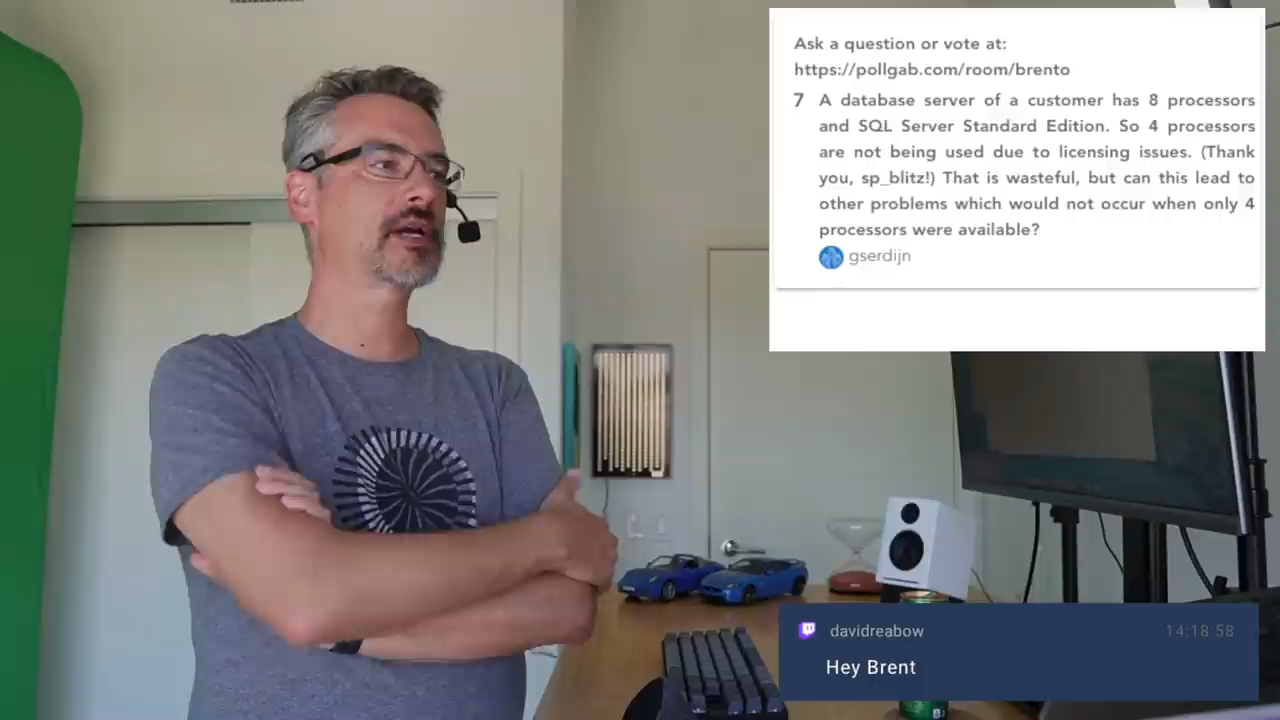 Ask a question or vote at:
https://pollgab.com/room/brento
7 A database server of a customer has 8 processors
and SQL Server Standard Edition. So 4 processors
are not being used due to licensing issues. (Thank
you, sp_blitz!) That is wasteful, but can this lead to
other problems which would not occur when only 4
processors were available?
gserdijn
davidreabow 14:18:58
Hey Brent